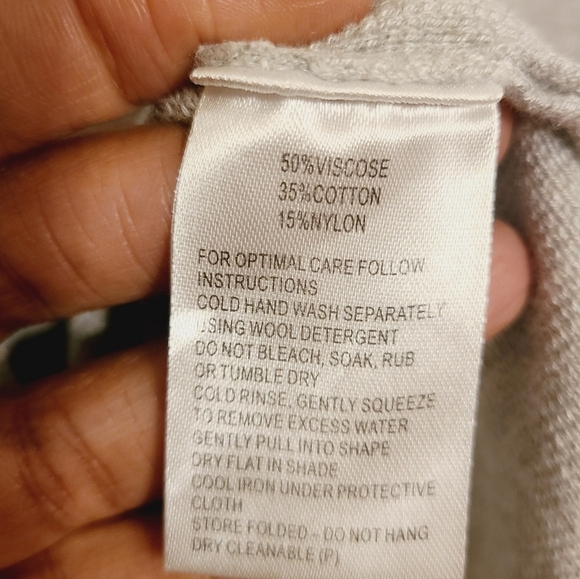 50%VISCOSE
35%COTTON
15%NYLON
FOR OPTIMAL CARE FOLLOW
INSTRUCTIONS
COLD HAND WASH SEPARATELY
USING WOOL DETERGENT
DO NOT BLEACH, SOAK, RUB
OR TUMBLE DRY
COLD RINSE, GENTLY SQUEEZE
TO REMOVE EXCESS WATER
GENTLY PULL INTO SHAPE
DRY FLAT IN SHADE
COOL IRON UNDER PROTECTIVE
CLOTH
STORE FOLDED - DO NOT HANG
DRY CLEANABLE (P)